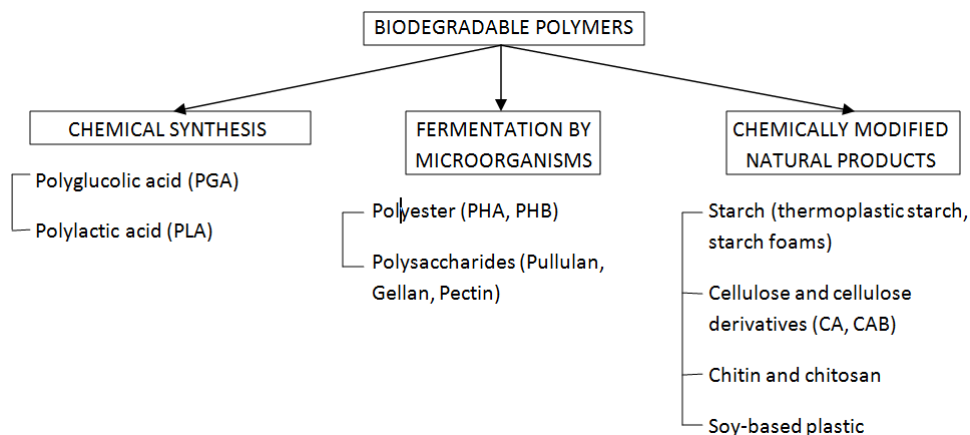 BIODEGRADABLE POLYMERS
CHEMICAL SYNTHESIS
Polyglucolic acid (PGA)
Polylactic acid (PLA)
FERMENTATION BY
MICROORGANISMS
Polyester (PHA, PHB)
Polysaccharides (Pullulan,
Gellan, Pectin)
CHEMICALLY MODIFIED
NATURAL PRODUCTS
Starch (thermoplastic starch,
starch foams)
Cellulose and cellulose
derivatives (CA, CAB)
Chitin and chitosan
Soy-based plastic